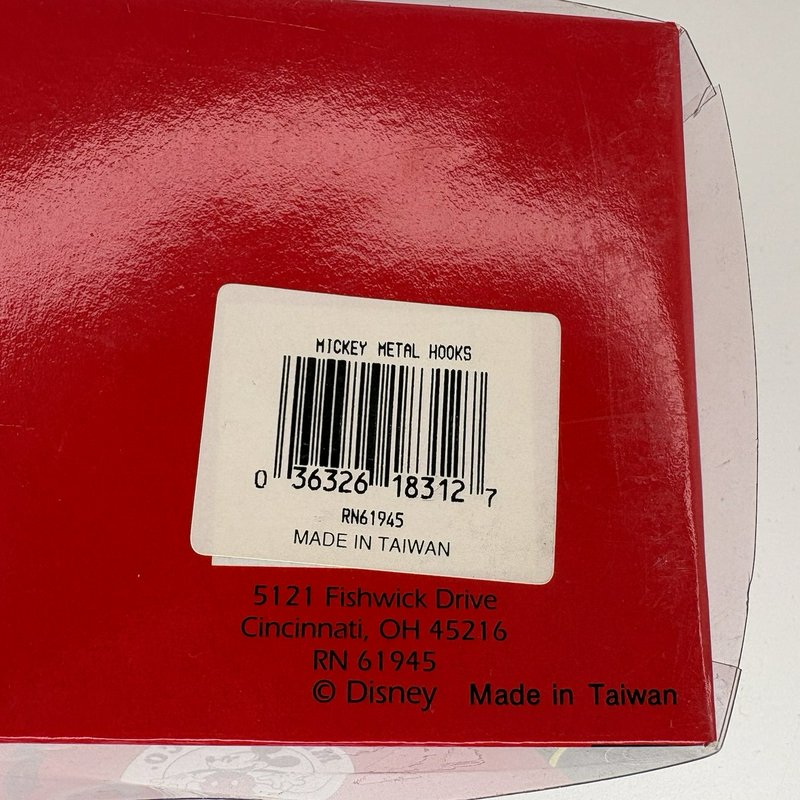 MICKEY METAL HOOKS
0 36326 18312 7
RN61945
MADE IN TAIWAN
5121 Fishwick Drive
Cincinnati, OH 45216
RN 61945
© Disney Made in Taiwan